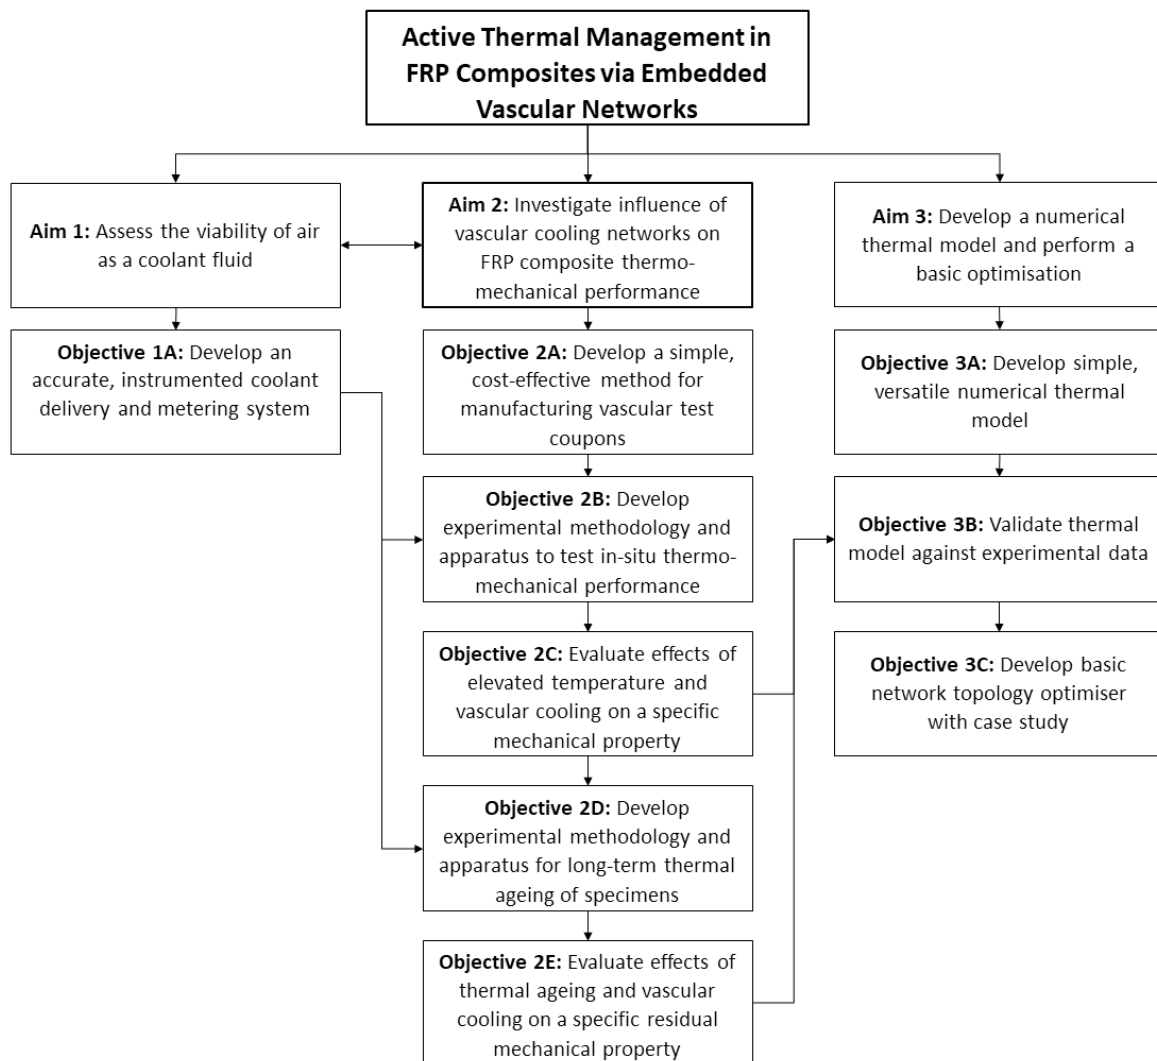 Active Thermal Management in
FRP Composites via Embedded
Vascular Networks
Aim 1: Assess the viability of air
as a coolant fluid
Aim 2: Investigate influence of
vascular cooling networks on
FRP composite thermo-
mechanical performance
Aim 3: Develop a numerical
thermal model and perform a
basic optimisation
Objective 1A: Develop an
accurate, instrumented coolant
delivery and metering system
Objective 2A: Develop a simple,
cost-effective method for
manufacturing vascular test
coupons
Objective 3A: Develop simple,
versatile numerical thermal
model
Objective 2B: Develop
experimental methodology and
apparatus to test in-situ thermo-
mechanical performance
Objective 3B: Validate thermal
model against experimental data
Objective 2C: Evaluate effects of
elevated temperature and
vascular cooling on a specific
mechanical property
Objective 3C: Develop basic
network topology optimiser
with case study
Objective 2D: Develop
experimental methodology and
apparatus for long-term thermal
ageing of specimens
Objective 2E: Evaluate effects of
thermal ageing and vascular
cooling on a specific residual
mechanical property